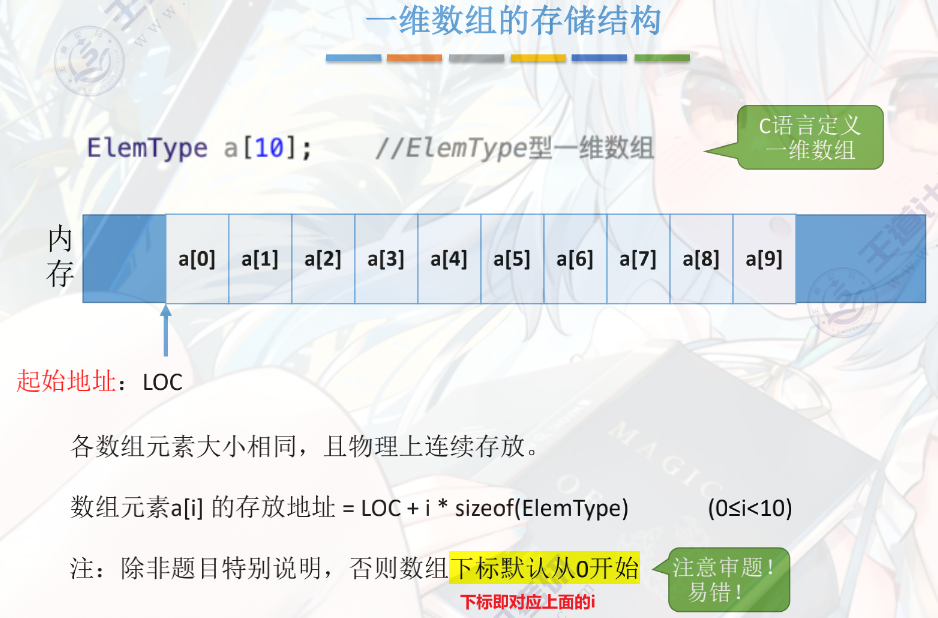 一维数组的存储结构
ElemType a[10]; //ElemType型一维数组
C语言定义
一维数组
内
存
a[0] a[1] a[2] a[3] a[4] a[5] a[6] a[7] a[8] a[9]
起始地址：LOC
各数组元素大小相同，且物理上连续存放。
数组元素a[i] 的存放地址 = LOC + i * sizeof(ElemType) (0≤i<10)
注：除非题目特别说明，否则数组下标默认从0开始
注意审题！
易错！
下标即对应上面的i
MAGIC